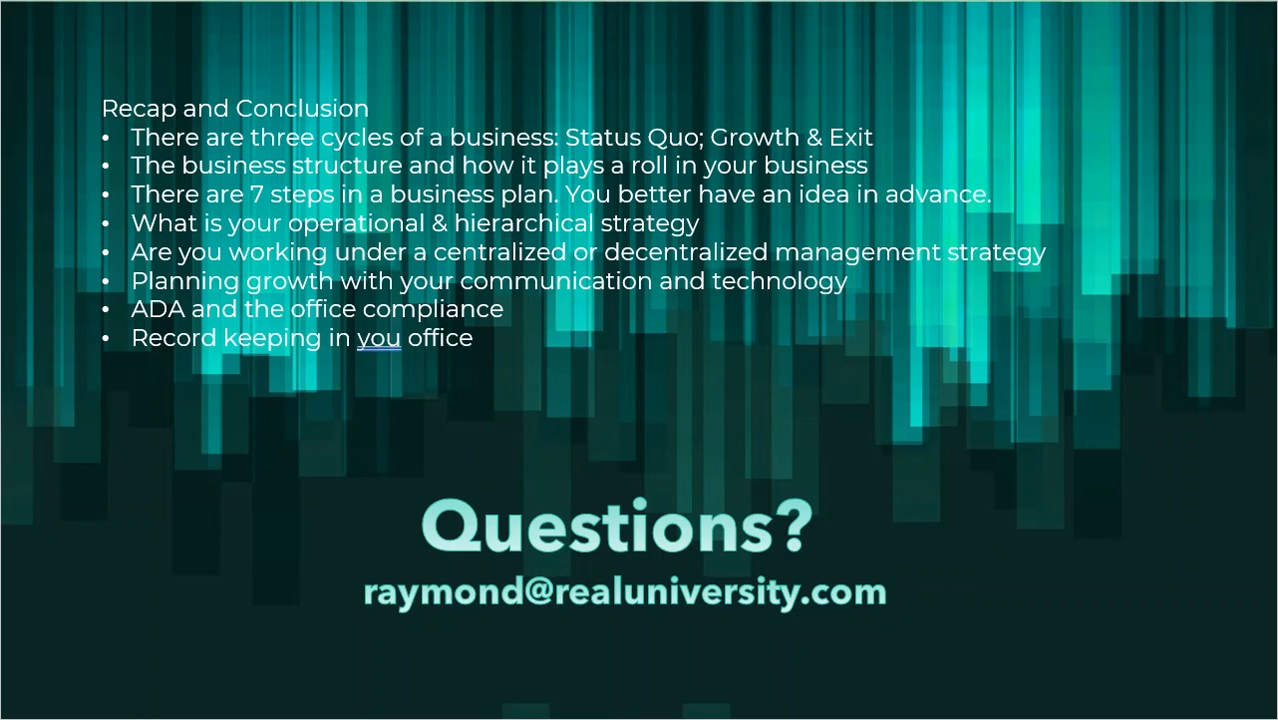 Recap and Conclusion
• There are three cycles of a business: Status Quo; Growth & Exit
• The business structure and how it plays a roll in your business
• There are 7 steps in a business plan. You better have an idea in advance.
• What is your operational & hierarchical strategy
• Are you working under a centralized or decentralized management strategy
• Planning growth with your communication and technology
• ADA and the office compliance
• Record keeping in you office
Questions?
raymond@realuniversity.com